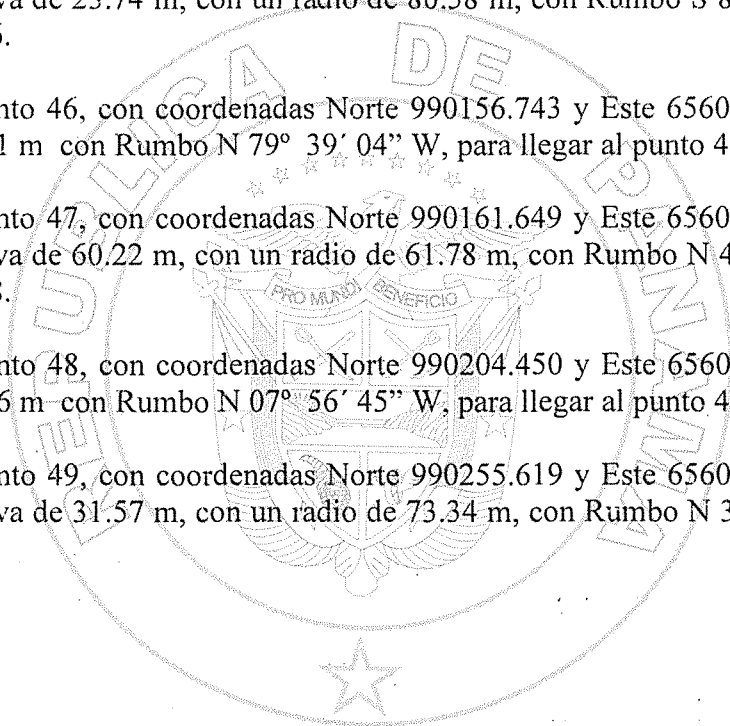 va de 23.74 m, con un radio de 80.58 m, con Rumbo S 8
nto 46, con coordenadas Norte 990156.743 y Este 6560
1 m con Rumbo N 79º 39´ 04” W, para llegar al punto 4
nto 47, con coordenadas Norte 990161.649 y Este 6560
va de 60.22 m, con un radio de 61.78 m, con Rumbo N 4
nto 48, con coordenadas Norte 990204.450 y Este 6560
6 m con Rumbo N 07º 56´ 45” W, para llegar al punto 4
nto 49, con coordenadas Norte 990255.619 y Este 6560
va de 31.57 m, con un radio de 73.34 m, con Rumbo N 3
REPUBLICA DE PANAMA
PRO MUNDI BENEFICIO